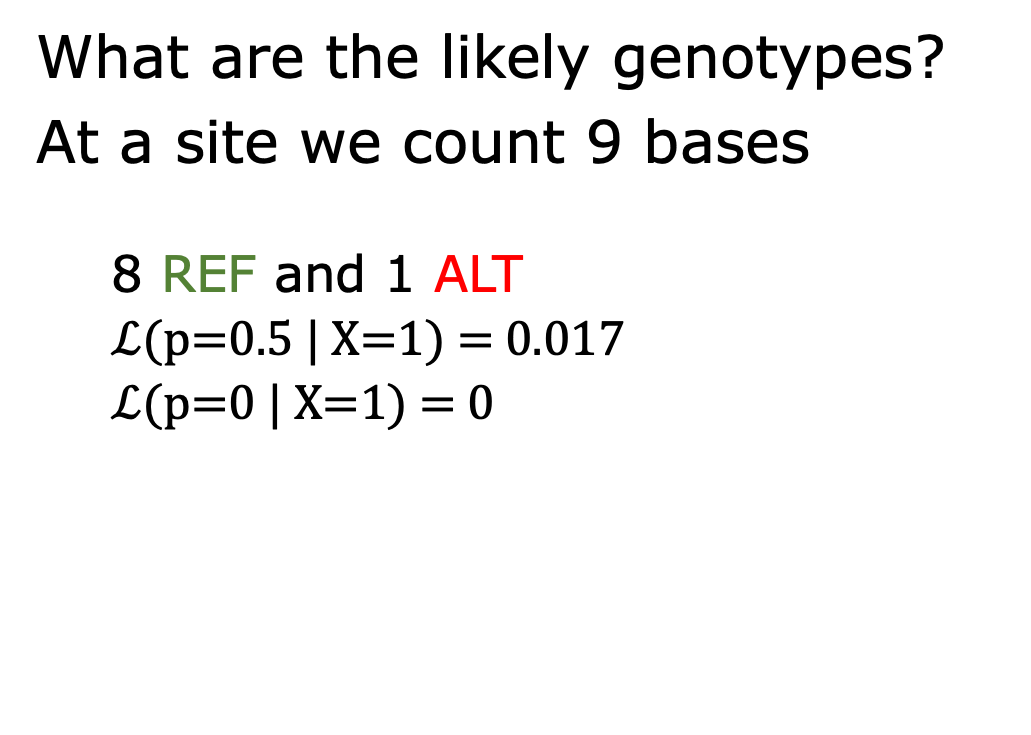 What are the likely genotypes?
At a site we count 9 bases
8 REF and 1 ALT
ℒ(p=0.5 | X=1) = 0.017
ℒ(p=0 | X=1) = 0